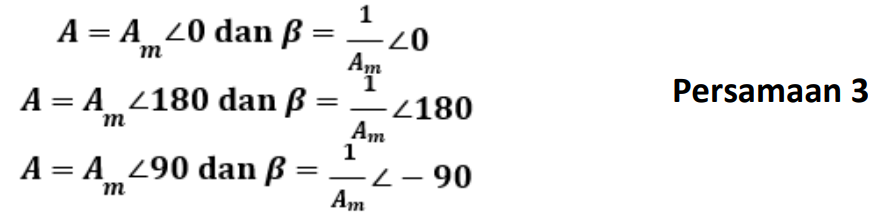 A = A_m ∠0 dan β = 1/A_m ∠0
A = A_m ∠180 dan β = 1/A_m ∠180
Persamaan 3
A = A_m ∠90 dan β = 1/A_m ∠ − 90